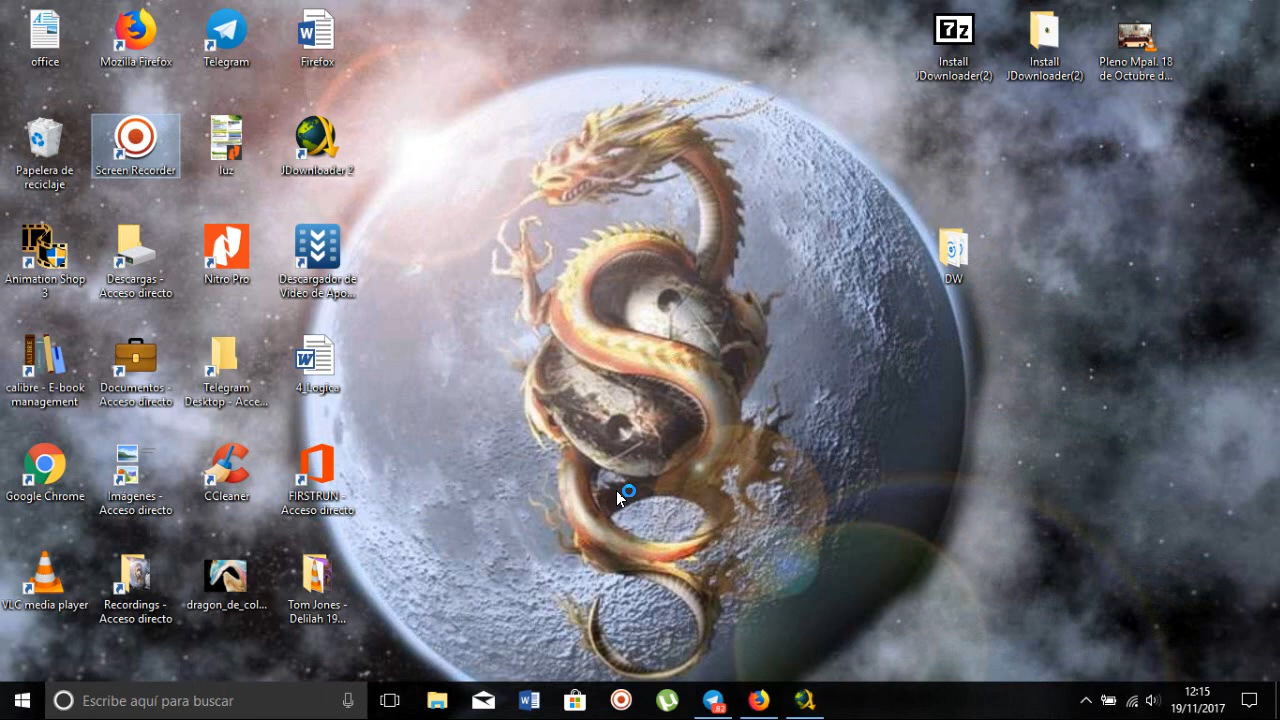 office
Mozilla Firefox
Telegram
Firefox
7z
Install
JDownloader(2)
Install
JDownloader(2)
Pleno Mpal. 18
de Octubre d...
Papelera de
reciclaje
Screen Recorder
luz
JDownloader 2
Animation Shop
3
Descargas -
Acceso directo
Nitro Pro
Descargador de
Vídeo de Apo...
DW
calibre - E-book
management
Documentos -
Acceso directo
Telegram
Desktop - Acce...
4_Logica
Google Chrome
Imágenes -
Acceso directo
CCleaner
FIRSTRUN -
Acceso directo
VLC media player
Recordings -
Acceso directo
dragon_de_col...
Tom Jones -
Delilah 19...
Escribe aquí para buscar
12:15
19/11/2017